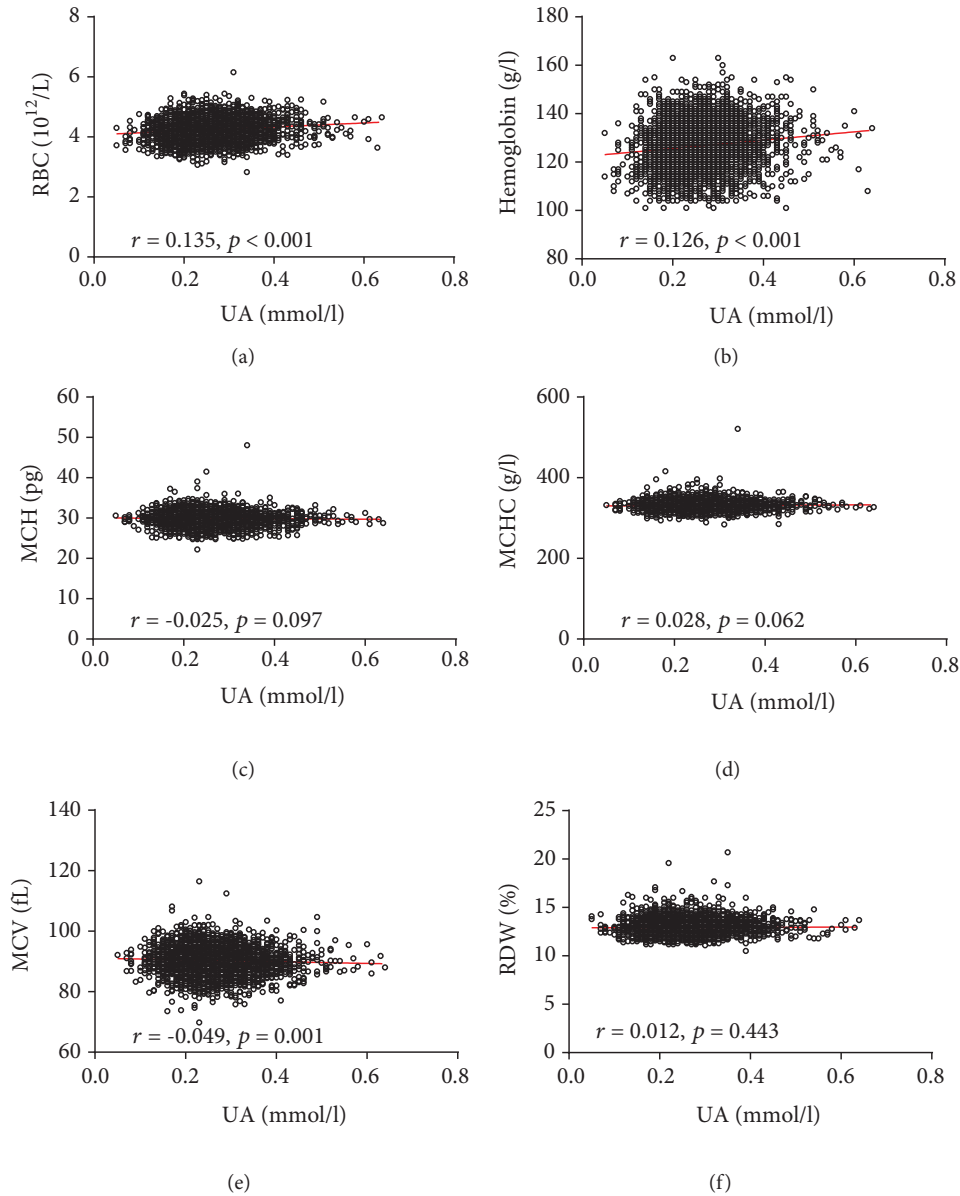 8
6
4
2
0
RBC (10¹²/L)
r = 0.135, p < 0.001
0.0 0.2 0.4 0.6 0.8
UA (mmol/l)
(a)
160
140
120
100
80
Hemoglobin (g/l)
r = 0.126, p < 0.001
0.0 0.2 0.4 0.6 0.8
UA (mmol/l)
(b)
60
50
40
30
20
10
0
MCH (pg)
r = -0.025, p = 0.097
0.0 0.2 0.4 0.6 0.8
UA (mmol/l)
(c)
600
400
200
0
MCHC (g/l)
r = 0.028, p = 0.062
0.0 0.2 0.4 0.6 0.8
UA (mmol/l)
(d)
140
120
100
80
60
MCV (fL)
r = -0.049, p = 0.001
0.0 0.2 0.4 0.6 0.8
UA (mmol/l)
(e)
25
20
15
10
5
0
RDW (%)
r = 0.012, p = 0.443
0.0 0.2 0.4 0.6 0.8
UA (mmol/l)
(f)